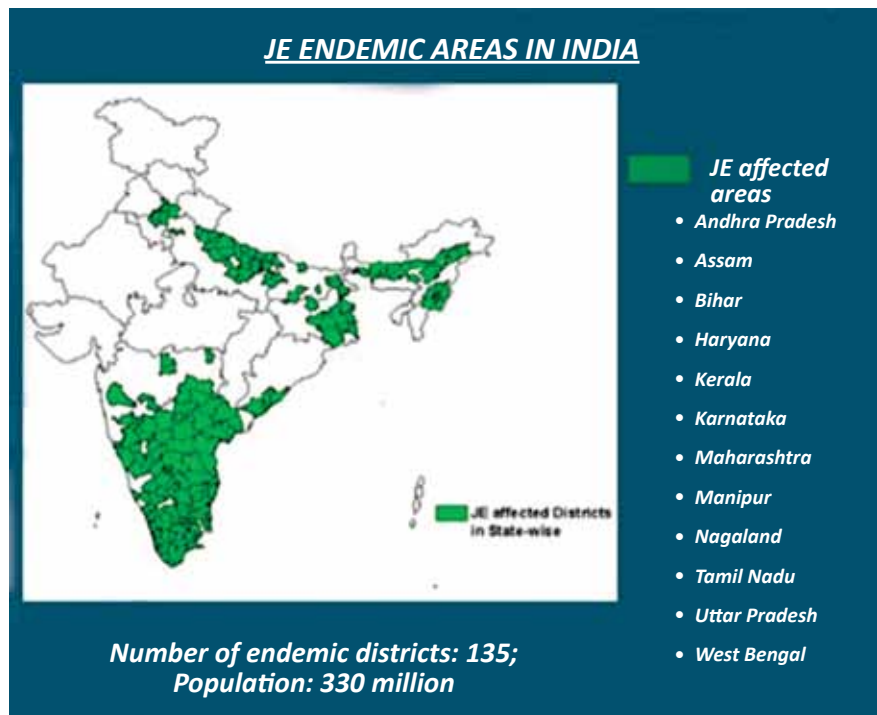 JE ENDEMIC AREAS IN INDIA
JE affected
areas
• Andhra Pradesh
• Assam
• Bihar
• Haryana
• Kerala
• Karnataka
• Maharashtra
• Manipur
• Nagaland
• Tamil Nadu
• Uttar Pradesh
• West Bengal
JE affected Districts
in State-wise
Number of endemic districts: 135;
Population: 330 million